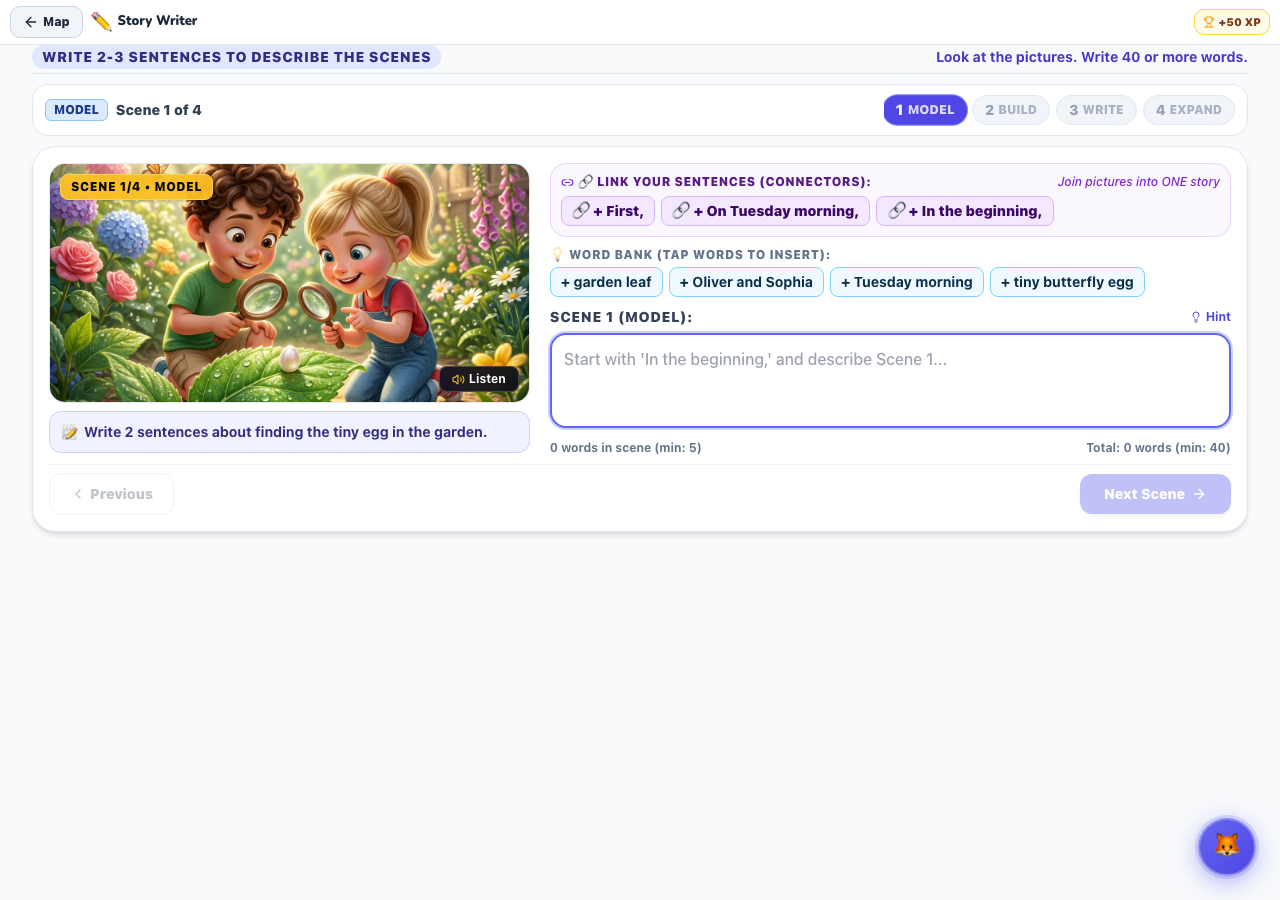 Map
Story Writer
+50 XP
WRITE 2-3 SENTENCES TO DESCRIBE THE SCENES
Look at the pictures. Write 40 or more words.
MODEL Scene 1 of 4
1 MODEL 2 BUILD 3 WRITE 4 EXPAND
SCENE 1/4 • MODEL
Listen
Write 2 sentences about finding the tiny egg in the garden.
LINK YOUR SENTENCES (CONNECTORS): Join pictures into ONE story
+ First, + On Tuesday morning, + In the beginning,
WORD BANK (TAP WORDS TO INSERT):
+ garden leaf + Oliver and Sophia + Tuesday morning + tiny butterfly egg
SCENE 1 (MODEL): Hint
Start with 'In the beginning,' and describe Scene 1...
0 words in scene (min: 5) Total: 0 words (min: 40)
Previous Next Scene